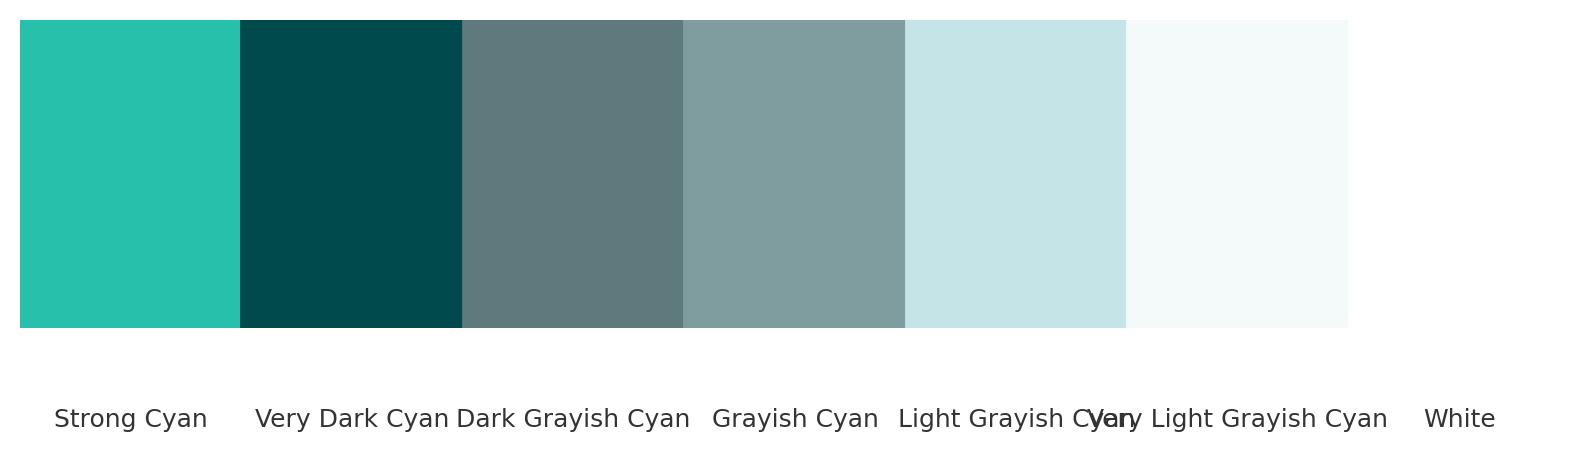 Strong Cyan
Very Dark Cyan
Dark Grayish Cyan
Grayish Cyan
Light Grayish Cyan
Very Light Grayish Cyan
White